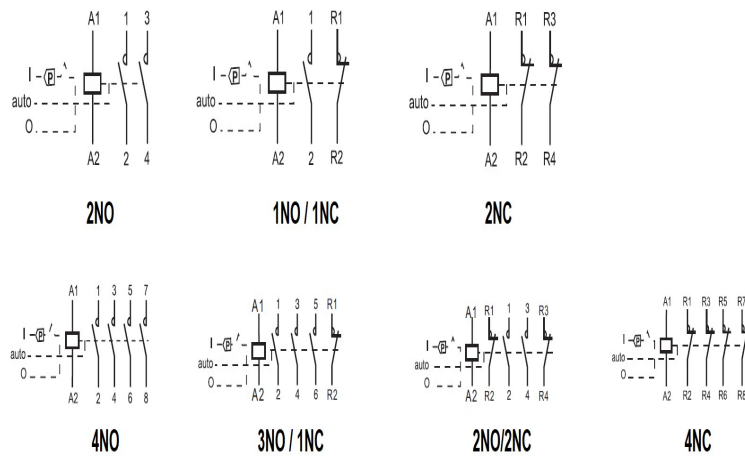 A1 1 3
I P
auto
O
A2 2 4
2NO
A1 1 R1
I P
auto
O
A2 2 R2
1NO / 1NC
A1 R1 R3
I P
auto
O
A2 R2 R4
2NC
A1 1 3 5 7
I P
auto
O
A2 2 4 6 8
4NO
A1 1 3 5 R1
I P
auto
O
A2 2 4 6 R2
3NO / 1NC
A1 R1 1 3 R3
I P
auto
O
A2 R2 2 4 R4
2NO/2NC
A1 R1 R3 R5 R7
I P
auto
O
A2 R2 R4 R6 R8
4NC